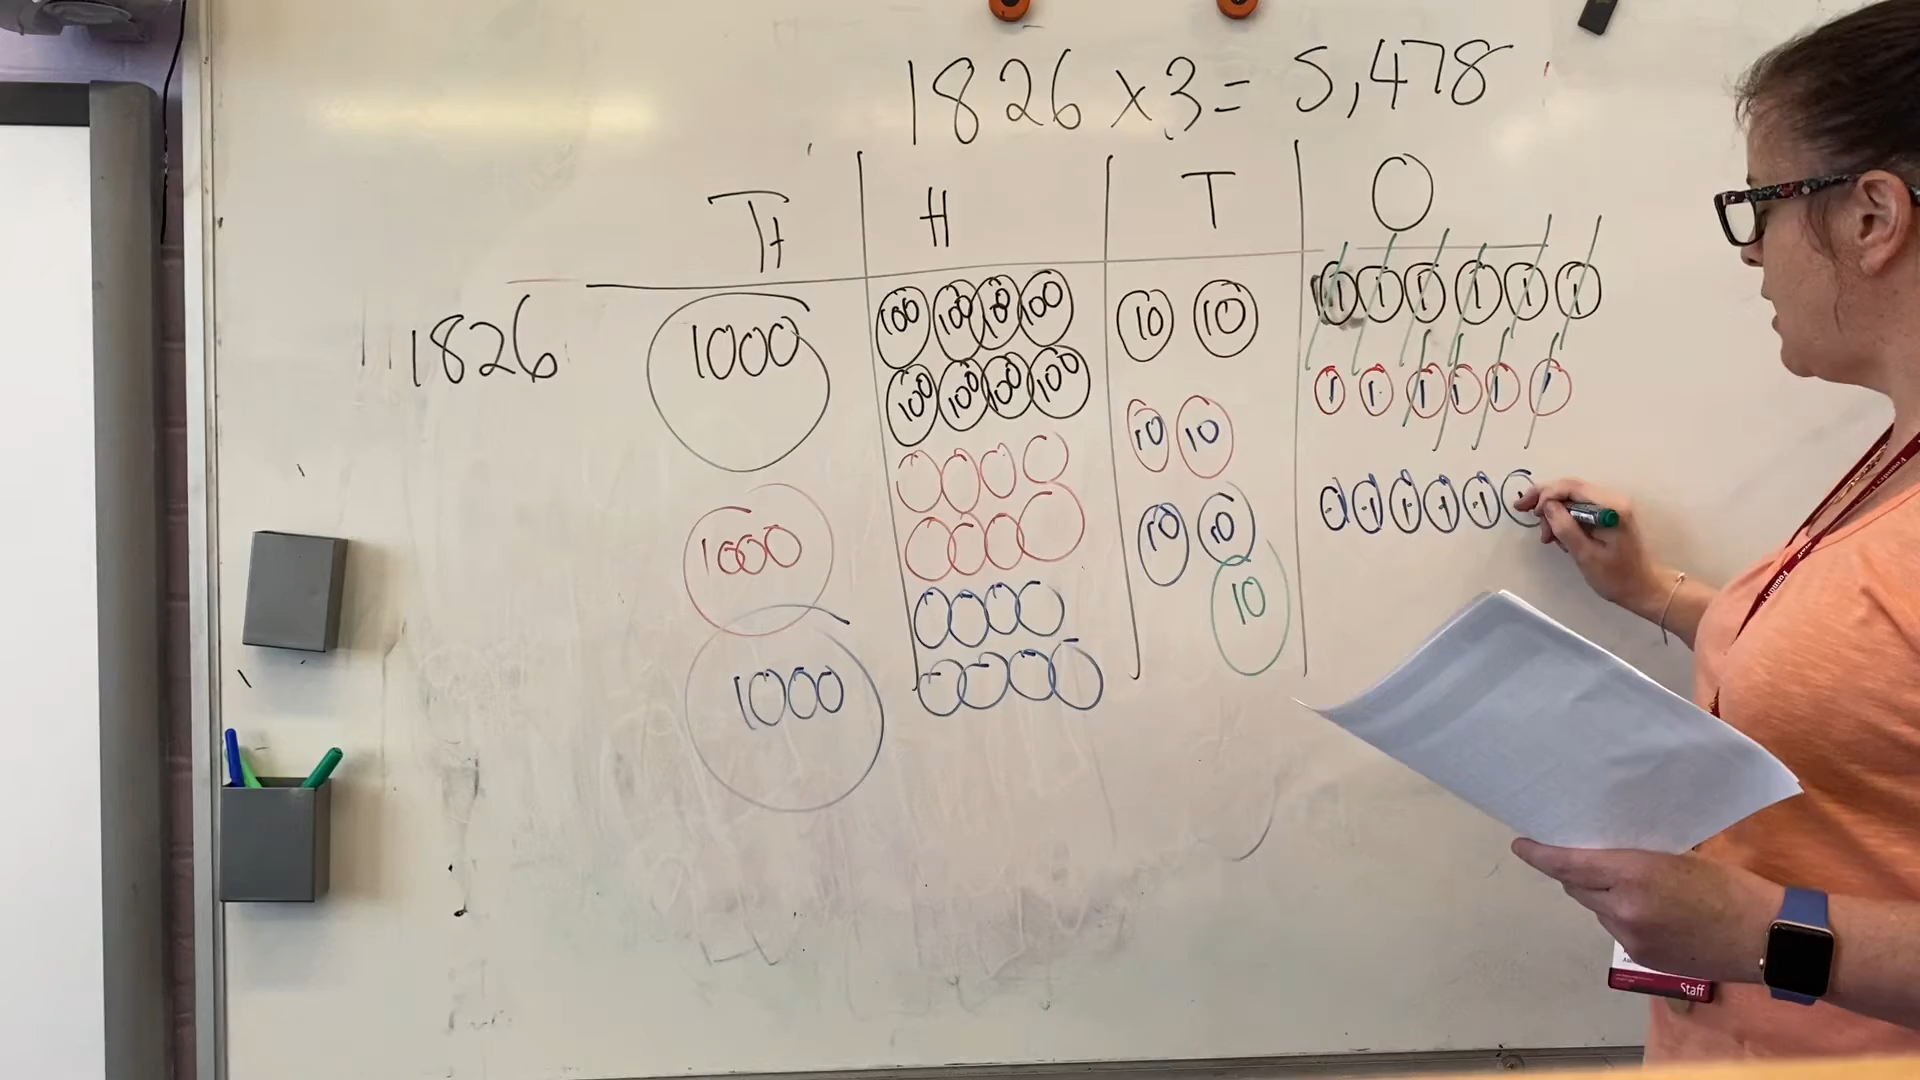 1826 x 3 = 5,478
TH H T O
1826 1000 100 100 100 100 10 10 1 1 1 1 1 1
100 100 100 100
10 10 1 1 1 1 1 1
1000 10 10 1 1 1 1 1 1
10
1000
Staff